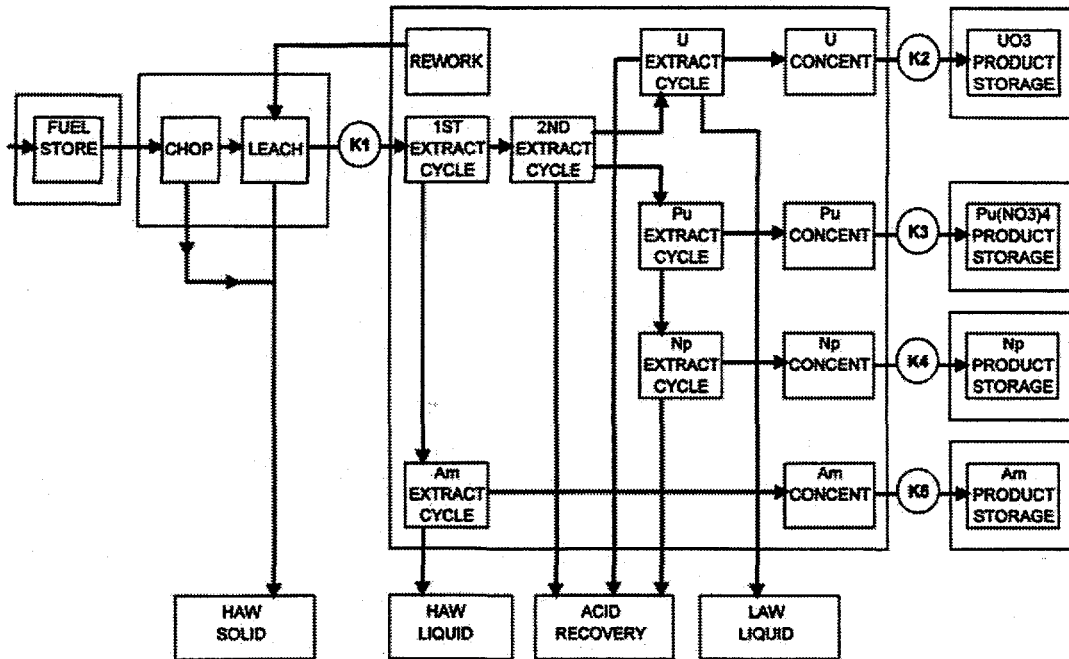 REWORK
U
EXTRACT
CYCLE
U
CONCENT
K2
UO3
PRODUCT
STORAGE
FUEL
STORE
CHOP
LEACH
K1
1ST
EXTRACT
CYCLE
2ND
EXTRACT
CYCLE
Pu
EXTRACT
CYCLE
Pu
CONCENT
K3
Pu(NO3)4
PRODUCT
STORAGE
Np
EXTRACT
CYCLE
Np
CONCENT
K4
Np
PRODUCT
STORAGE
Am
EXTRACT
CYCLE
Am
CONCENT
K5
Am
PRODUCT
STORAGE
HAW
SOLID
HAW
LIQUID
ACID
RECOVERY
LAW
LIQUID